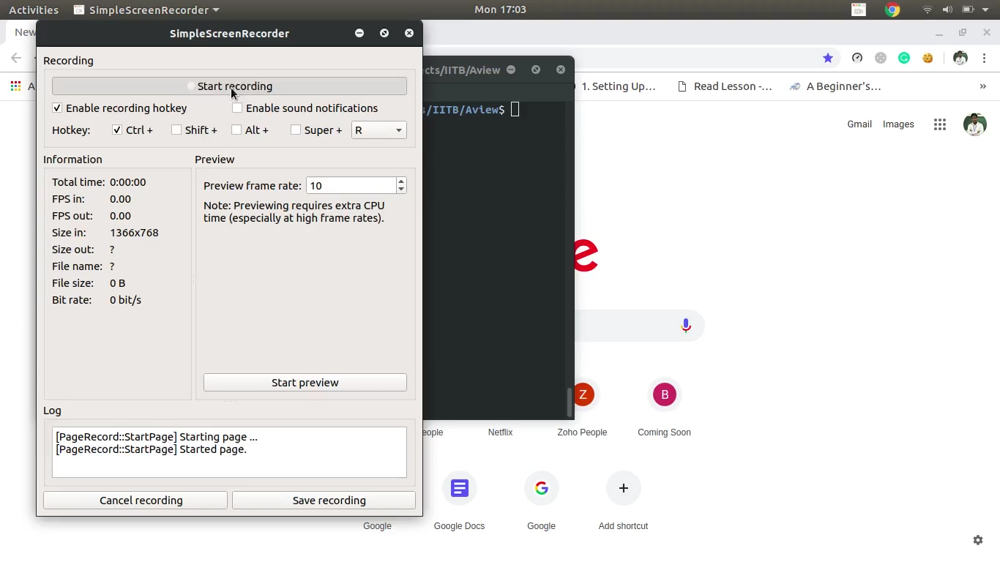 Activities SimpleScreenRecorder Mon 17:03
New
SimpleScreenRecorder
Recording
Start recording
Enable recording hotkey Enable sound notifications
Hotkey: Ctrl + Shift + Alt + Super + R
Information
Total time: 0:00:00
FPS in: 0.00
FPS out: 0.00
Size in: 1366x768
Size out: ?
File name: ?
File size: 0 B
Bit rate: 0 bit/s
Preview
Preview frame rate: 10
Note: Previewing requires extra CPU
time (especially at high frame rates).
Start preview
Log
[PageRecord::StartPage] Starting page ...
[PageRecord::StartPage] Started page.
Cancel recording Save recording
cts/IITB/Aview
s/IITB/Aview$
A 1. Setting Up... Read Lesson -... A Beginner's... »
Gmail Images
e
Z B
eople Netflix Zoho People Coming Soon
Google Google Docs Google Add shortcut